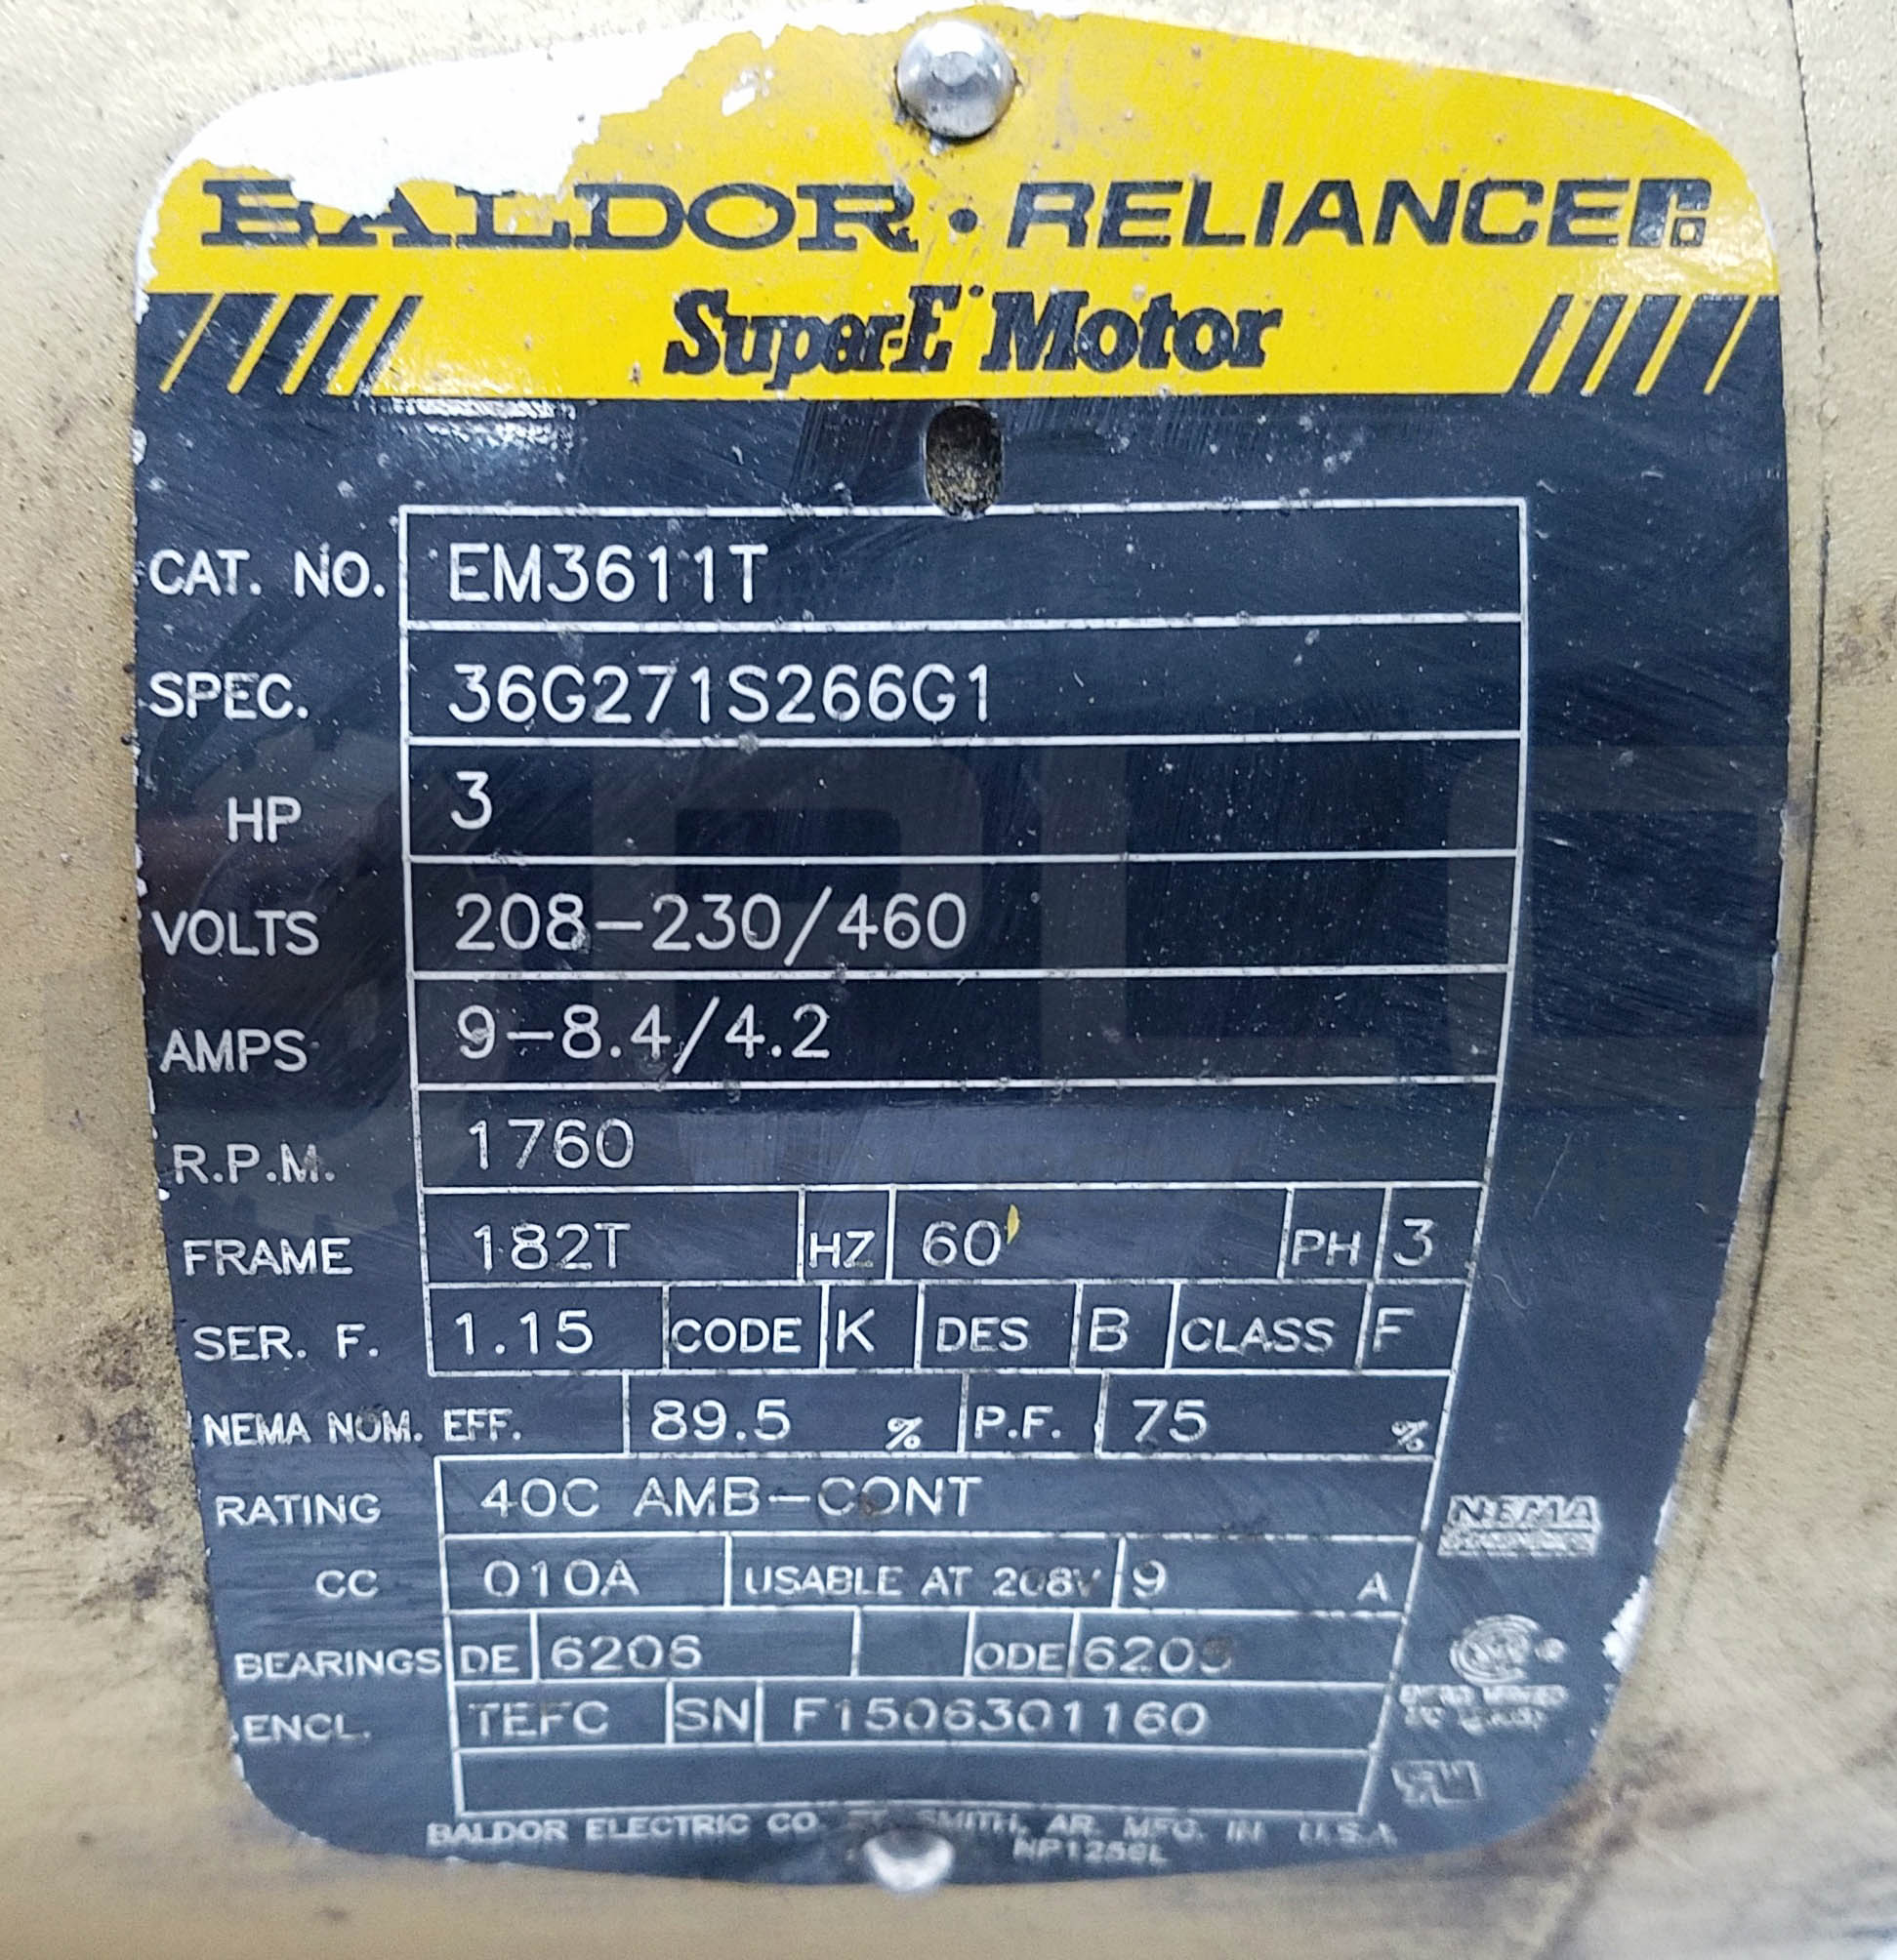 BALDOR • RELIANCE
Super-E Motor
CAT. NO. EM3611T
SPEC. 36G271S266G1
HP 3
VOLTS 208-230/460
AMPS 9-8.4/4.2
R.P.M. 1760
FRAME 182T HZ 60 PH 3
SER. F. 1.15 CODE K DES B CLASS F
NEMA NOM. EFF. 89.5 % P.F. 75 %
RATING 40C AMB-CONT
NEMA
CC 010A USABLE AT 208V 9 A
BEARINGS DE 6206 ODE
ENCL. TEFC SN F1506301160
BALDOR ELECTRIC CO. SMITH, AR. MFG. IN U.S.A.